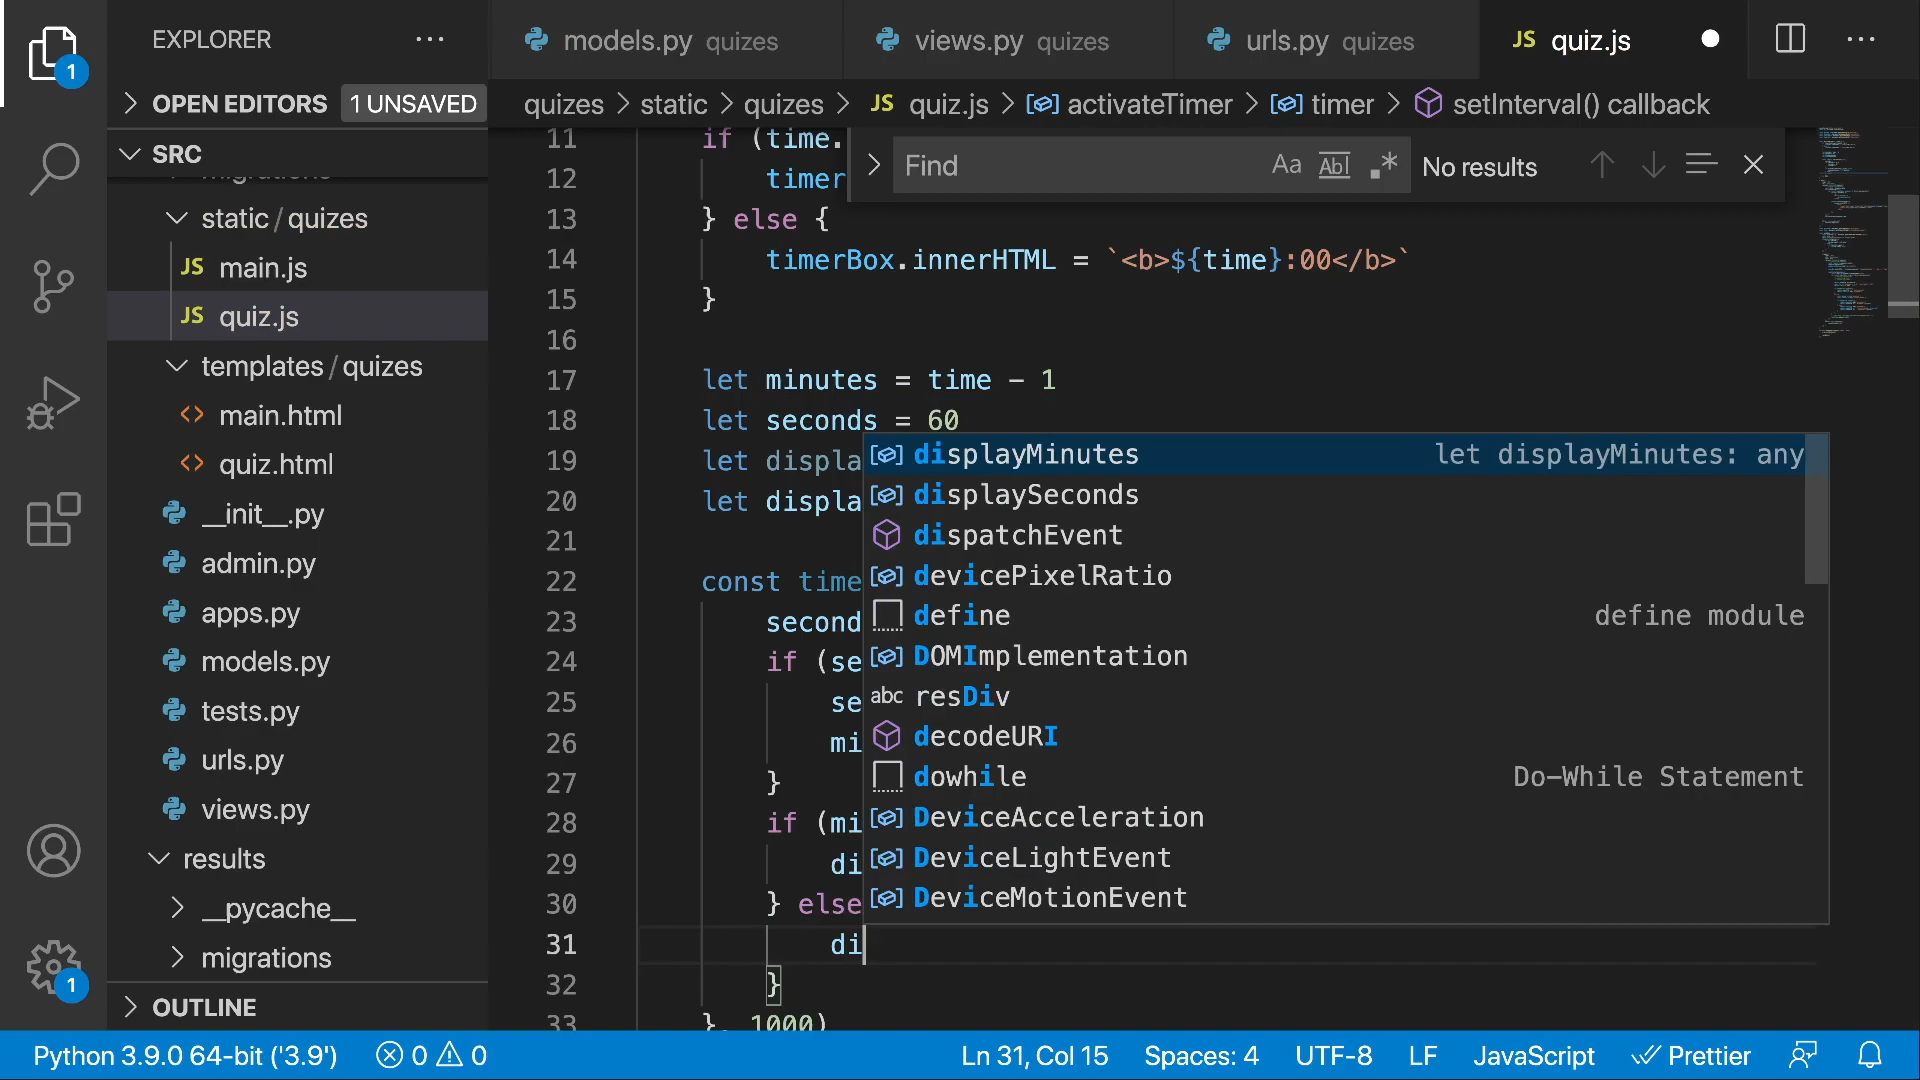 EXPLORER
models.py quizes
views.py quizes
urls.py quizes
JS quiz.js
1
OPEN EDITORS 1 UNSAVED
quizes > static > quizes > JS quiz.js > activateTimer > timer > setInterval() callback
SRC
Find
Aa Abl .* No results
static / quizes
JS main.js
JS quiz.js
templates / quizes
main.html
quiz.html
__init__.py
admin.py
apps.py
models.py
tests.py
urls.py
views.py
results
__pycache__
migrations
OUTLINE
11 if (time.
12 timer
13 } else {
14 timerBox.innerHTML = `<b>${time}:00</b>`
15 }
16
17 let minutes = time - 1
18 let seconds = 60
19 let displa
20 let displa
21
22 const time
23 second
24 if (se
25 se
26 mi
27 }
28 if (mi
29 di
30 } else
31 di
32 }
33 }, 1000)
displayMinutes let displayMinutes: any
displaySeconds
dispatchEvent
devicePixelRatio
define define module
DOMImplementation
abc resDiv
decodeURI
dowhile Do-While Statement
DeviceAcceleration
DeviceLightEvent
DeviceMotionEvent
1
Python 3.9.0 64-bit ('3.9') 0 0 Ln 31, Col 15 Spaces: 4 UTF-8 LF JavaScript Prettier